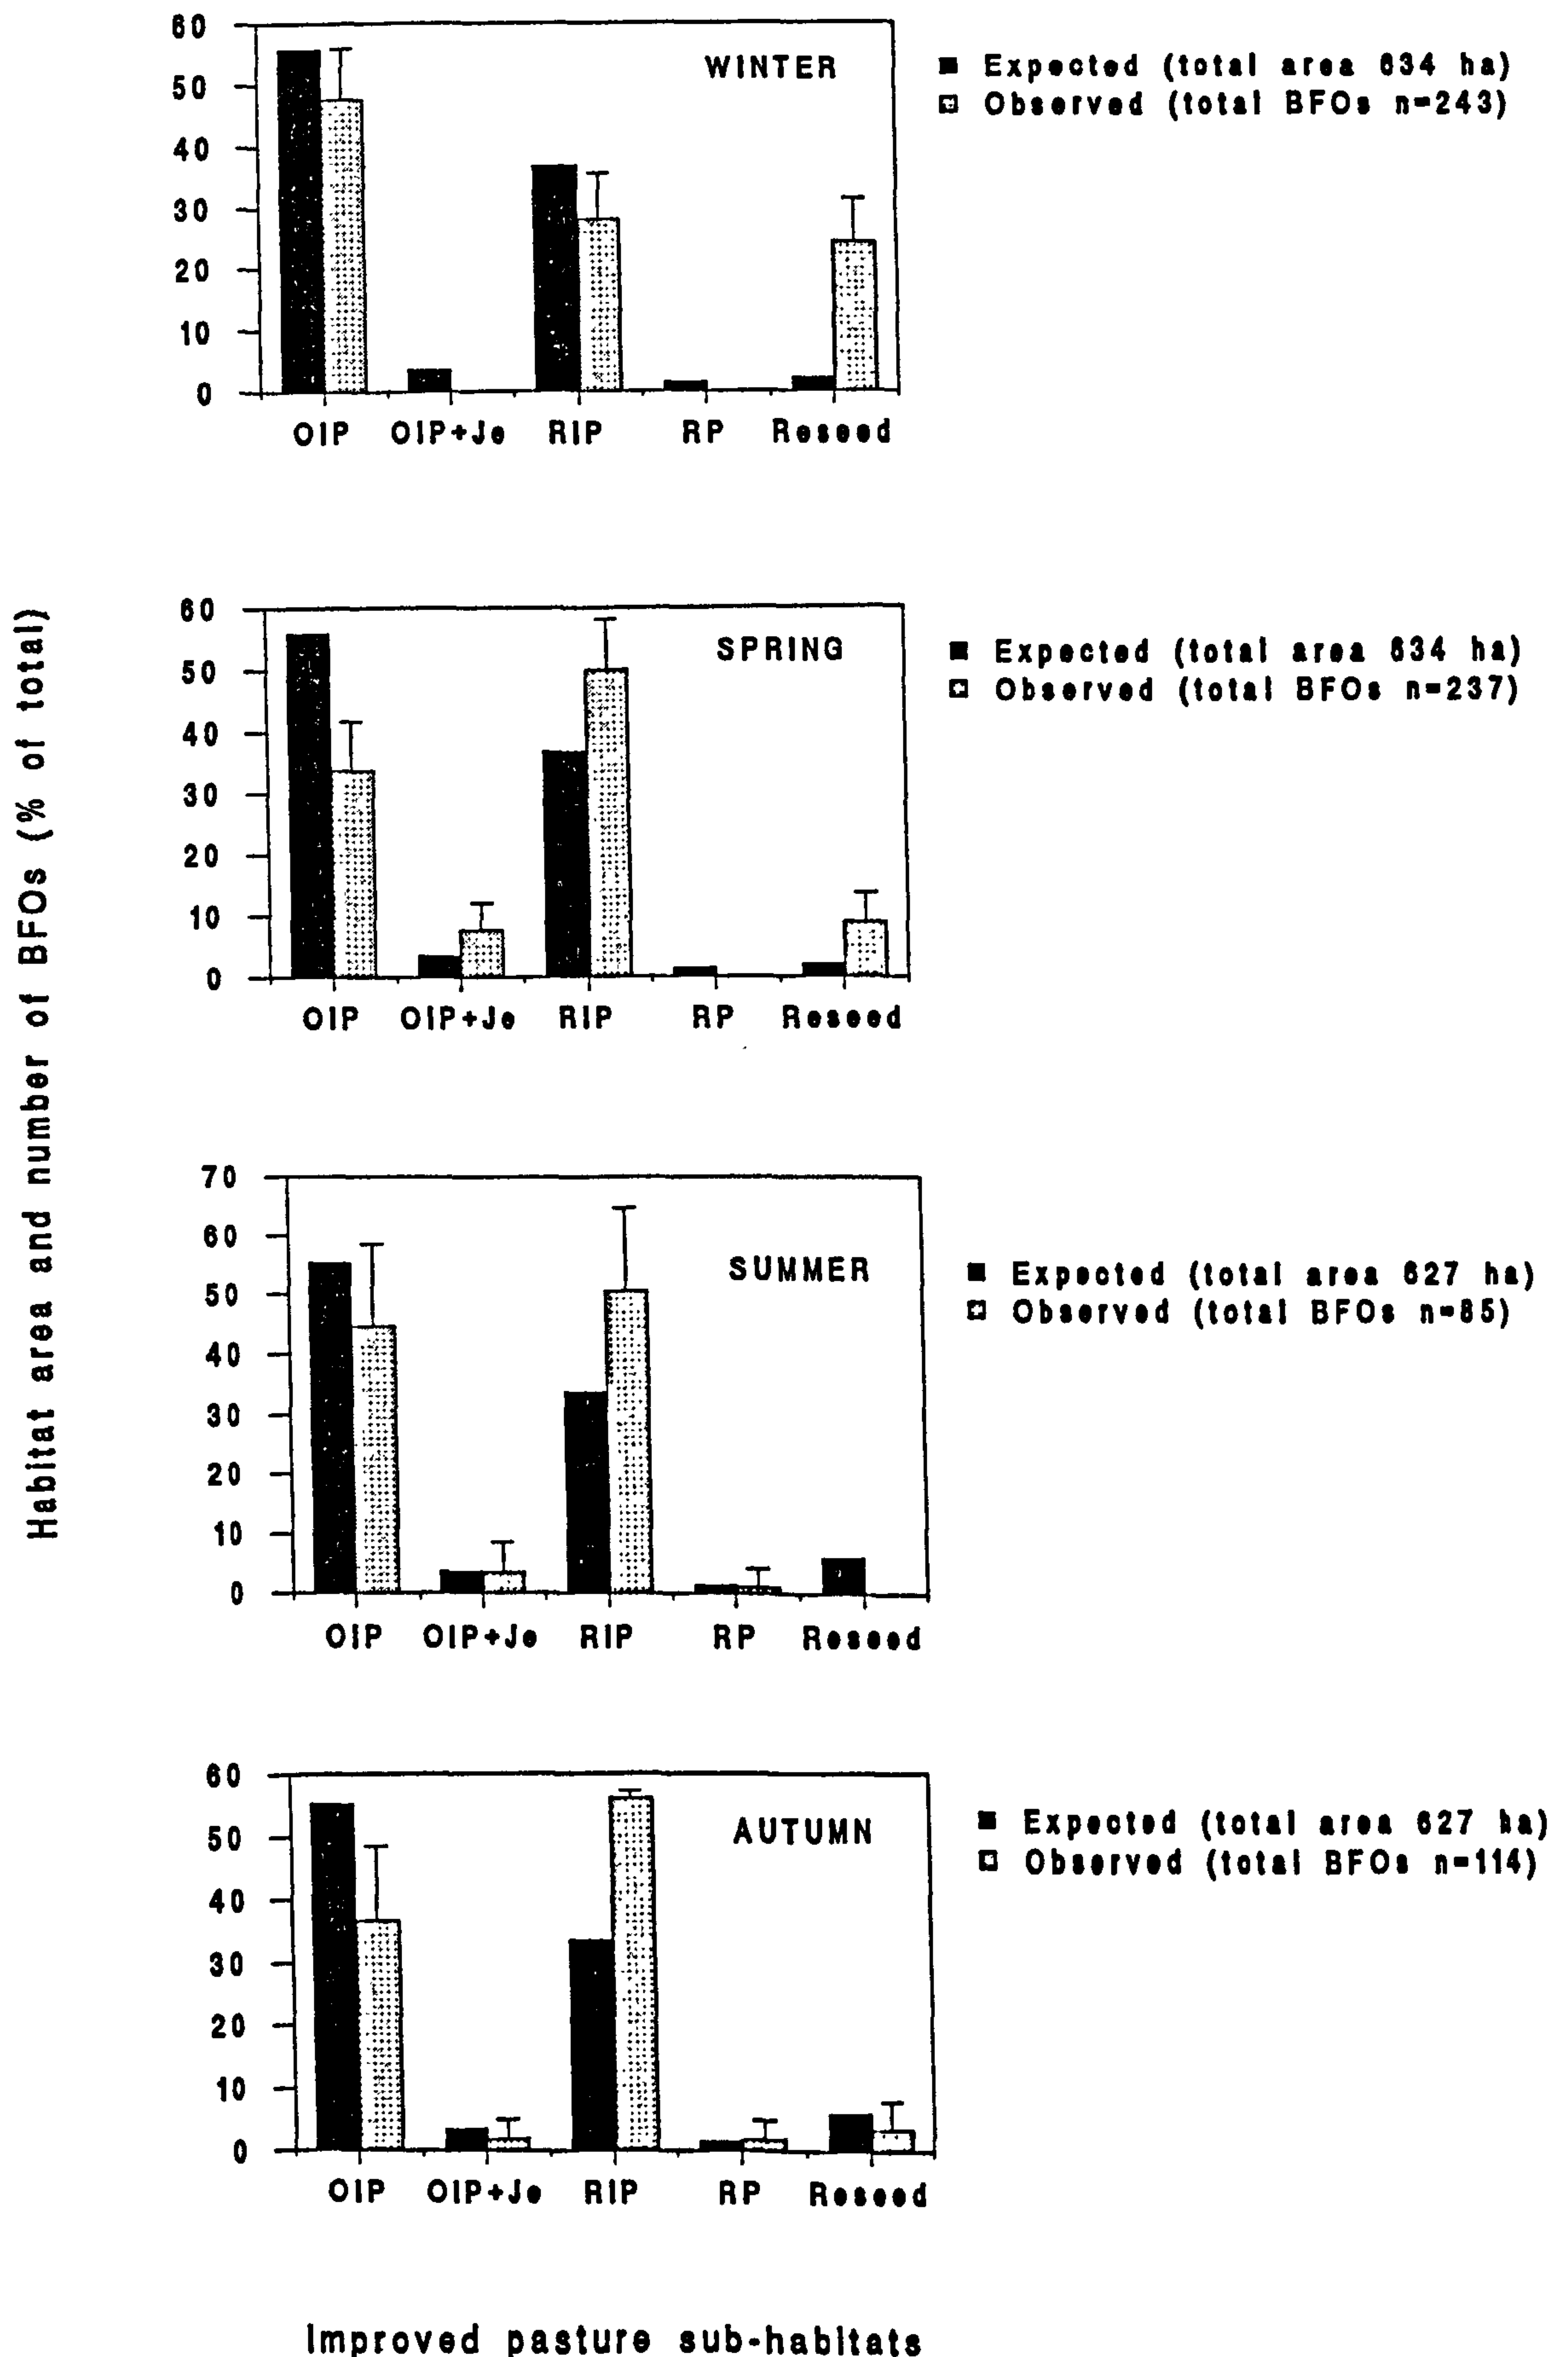 Habitat area and number of BFOs (% of total)
60
50
40
30
20
10
0
WINTER
OIP OIP+Je RIP RP Reseed
Expected (total area 634 ha)
Observed (total BFOs n=243)
60
50
40
30
20
10
0
SPRING
OIP OIP+Je RIP RP Reseed
Expected (total area 634 ha)
Observed (total BFOs n=237)
70
60
50
40
30
20
10
0
SUMMER
OIP OIP+Je RIP RP Reseed
Expected (total area 627 ha)
Observed (total BFOs n=85)
60
50
40
30
20
10
0
AUTUMN
OIP OIP+Je RIP RP Reseed
Expected (total area 627 ha)
Observed (total BFOs n=114)
Improved pasture sub-habitats